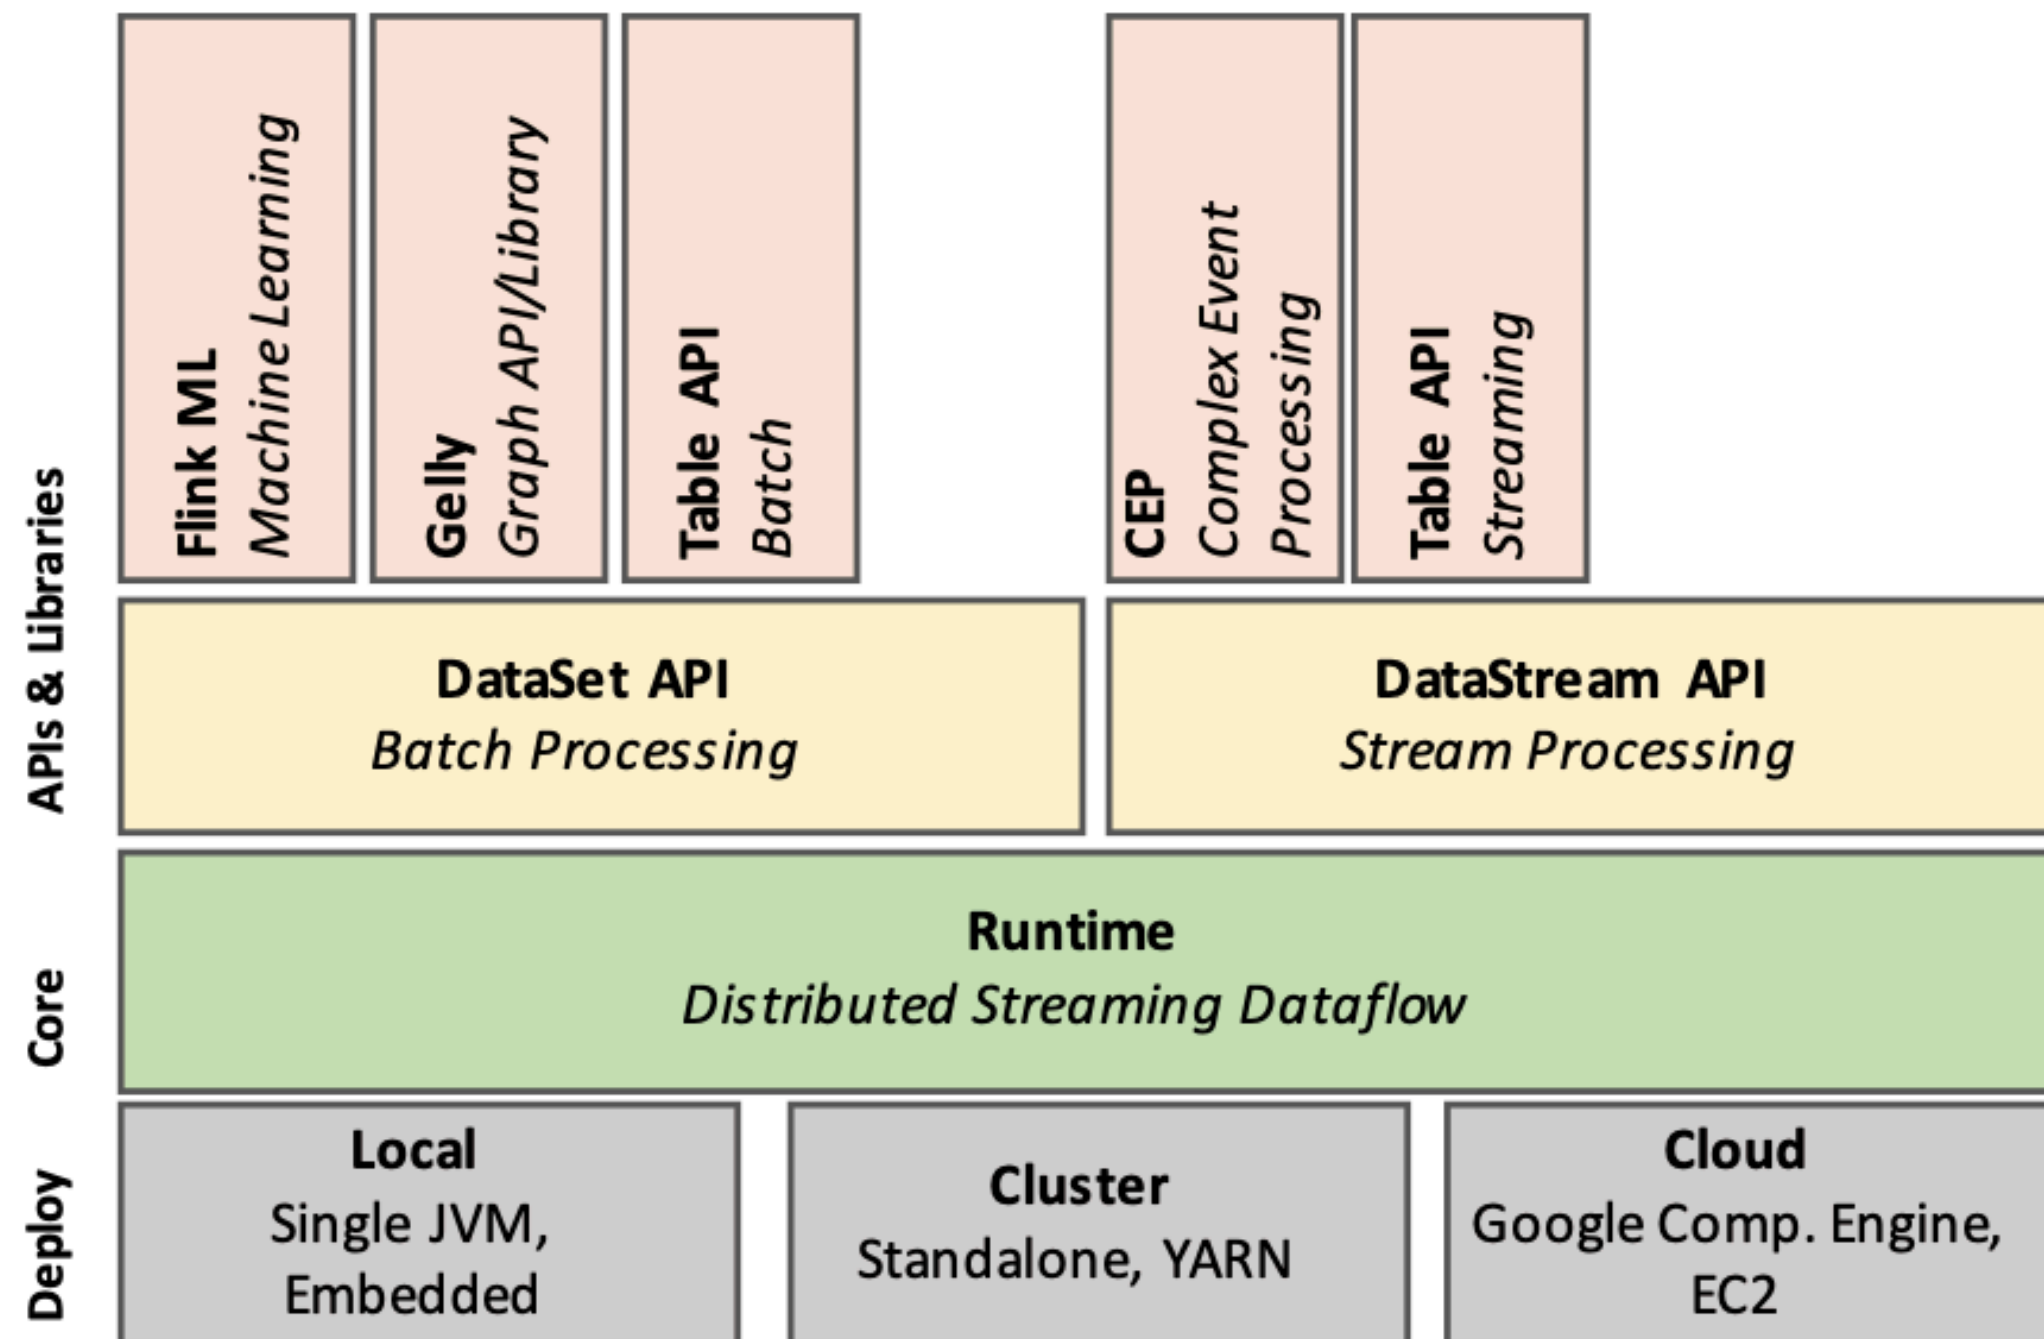 Flink ML
Machine Learning
Gelly
Graph API/Library
Table API
Batch
CEP
Complex Event
Processing
Table API
Streaming
APIs & Libraries
DataSet API
Batch Processing
DataStream API
Stream Processing
Core
Runtime
Distributed Streaming Dataflow
Deploy
Local
Single JVM,
Embedded
Cluster
Standalone, YARN
Cloud
Google Comp. Engine,
EC2